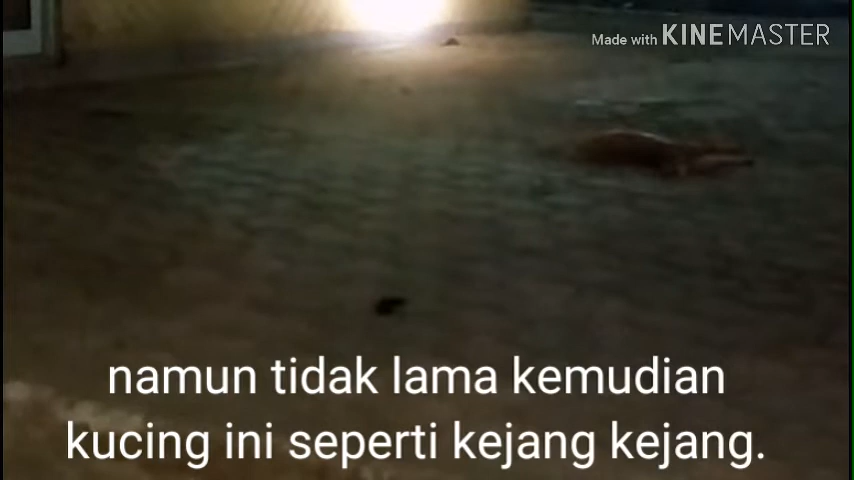 Made with KINEMASTER
namun tidak lama kemudian
kucing ini seperti kejang kejang.